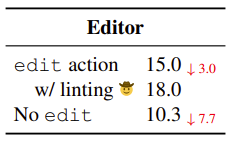 Editor
edit action 15.0 ↓ 3.0
w/ linting 🤠 18.0
No edit 10.3 ↓ 7.7